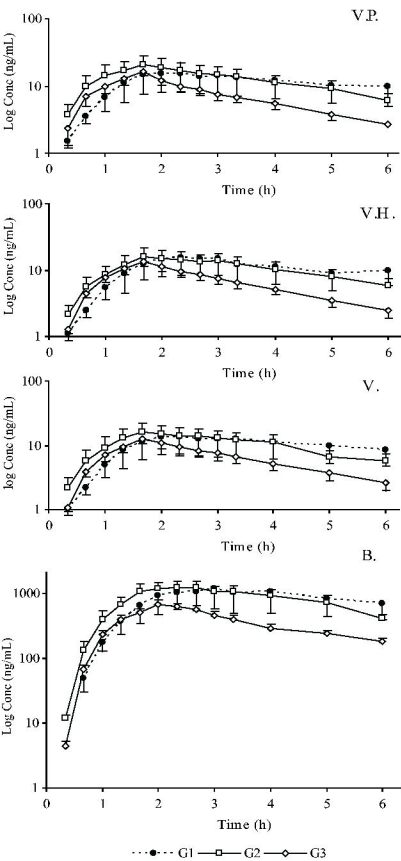 V.P.
Log Conc (ng/mL)
100
10
1
0 1 2 3 4 5 6
Time (h)
V.H.
Log Conc (ng/mL)
100
10
1
0 1 2 3 4 5 6
Time (h)
V.
log Conc (ng/mL)
100
10
1
0 1 2 3 4 5 6
Time (h)
B.
Log Conc (ng/mL)
1000
100
10
1
0 1 2 3 4 5 6
Time (h)
G1 G2 G3